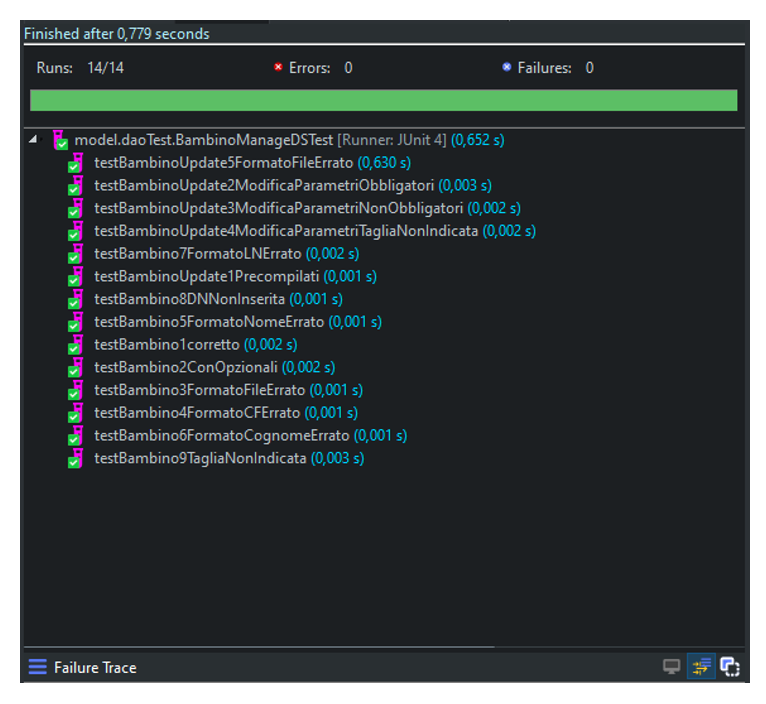 Finished after 0,779 seconds
Runs: 14/14 Errors: 0 Failures: 0
model.daoTest.BambinoManageDSTest [Runner: JUnit 4] (0,652 s)
testBambinoUpdate5FormatoFileErrato (0,630 s)
testBambinoUpdate2ModificaParametriObbligatori (0,003 s)
testBambinoUpdate3ModificaParametriNonObbligatori (0,002 s)
testBambinoUpdate4ModificaParametriTagliaNonIndicata (0,002 s)
testBambino7FormatoLNErrato (0,002 s)
testBambinoUpdate1Precompilati (0,001 s)
testBambino8DNNonInserita (0,001 s)
testBambino5FormatoNomeErrato (0,001 s)
testBambino1corretto (0,002 s)
testBambino2ConOpzionali (0,002 s)
testBambino3FormatoFileErrato (0,001 s)
testBambino4FormatoCFErrato (0,001 s)
testBambino6FormatoCognomeErrato (0,001 s)
testBambino9TagliaNonIndicata (0,003 s)
Failure Trace